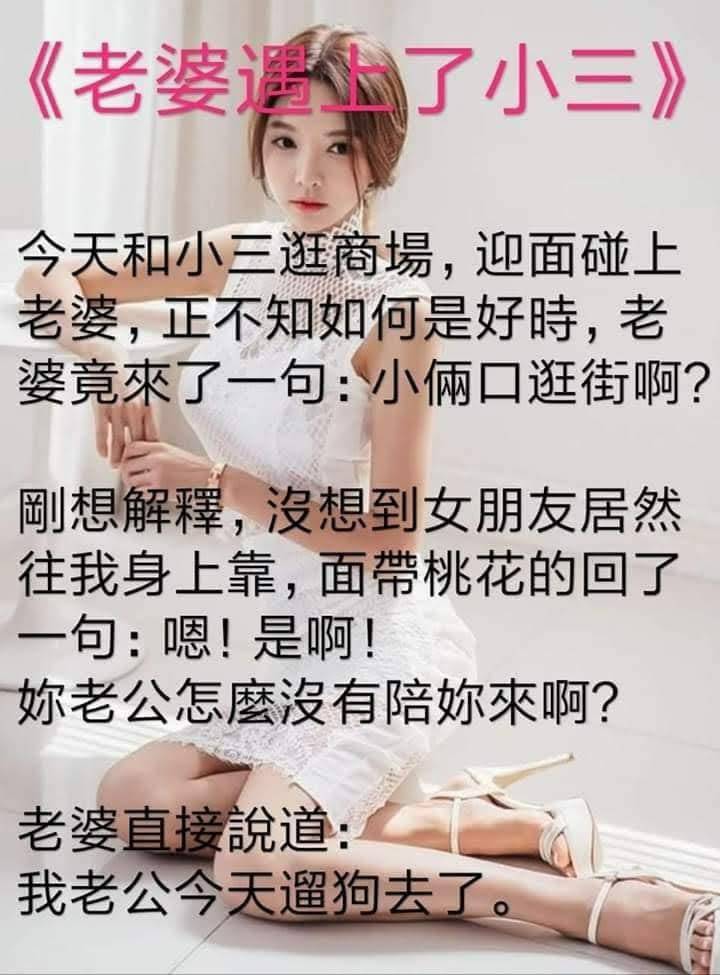 《老婆遇上了小三》
今天和小三逛商場，迎面碰上
老婆，正不知如何是好時，老
婆竟來了一句：小倆口逛街啊？
剛想解釋，沒想到女朋友居然
往我身上靠，面帶桃花的回了
一句：嗯！是啊！
妳老公怎麼沒有陪妳來啊？
老婆直接說道：
我老公今天遛狗去了。